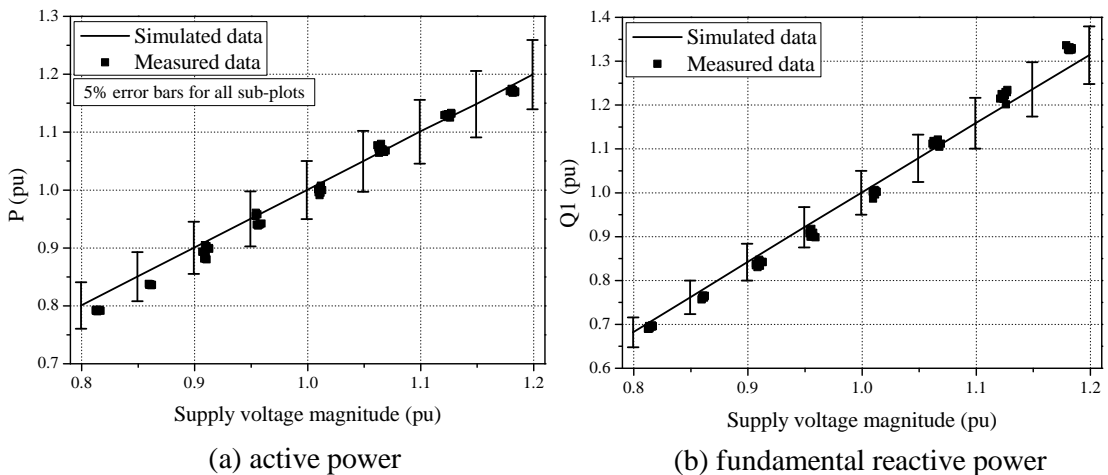 1.3
1.2
1.1
1.0
0.9
0.8
0.7
P (pu)
Simulated data
Measured data
5% error bars for all sub-plots
0.8 0.9 1.0 1.1 1.2
Supply voltage magnitude (pu)
(a) active power
1.4
1.3
1.2
1.1
1.0
0.9
0.8
0.7
0.6
Q1 (pu)
Simulated data
Measured data
0.8 0.9 1.0 1.1 1.2
Supply voltage magnitude (pu)
(b) fundamental reactive power